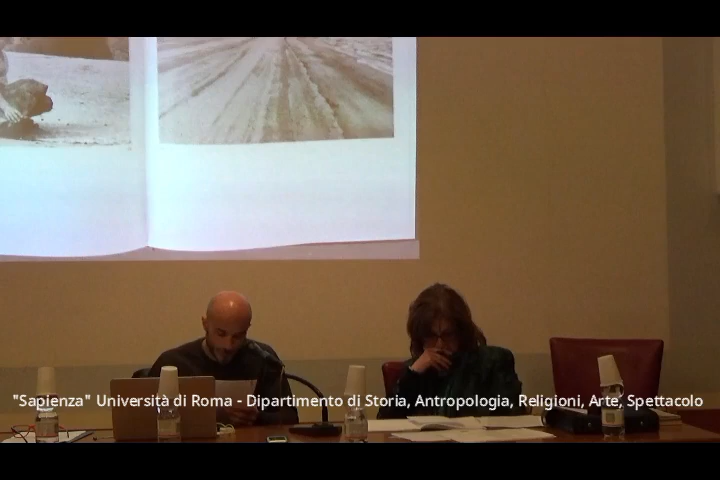 "Sapienza" Università di Roma - Dipartimento di Storia, Antropologia, Religioni, Arte, Spettacolo